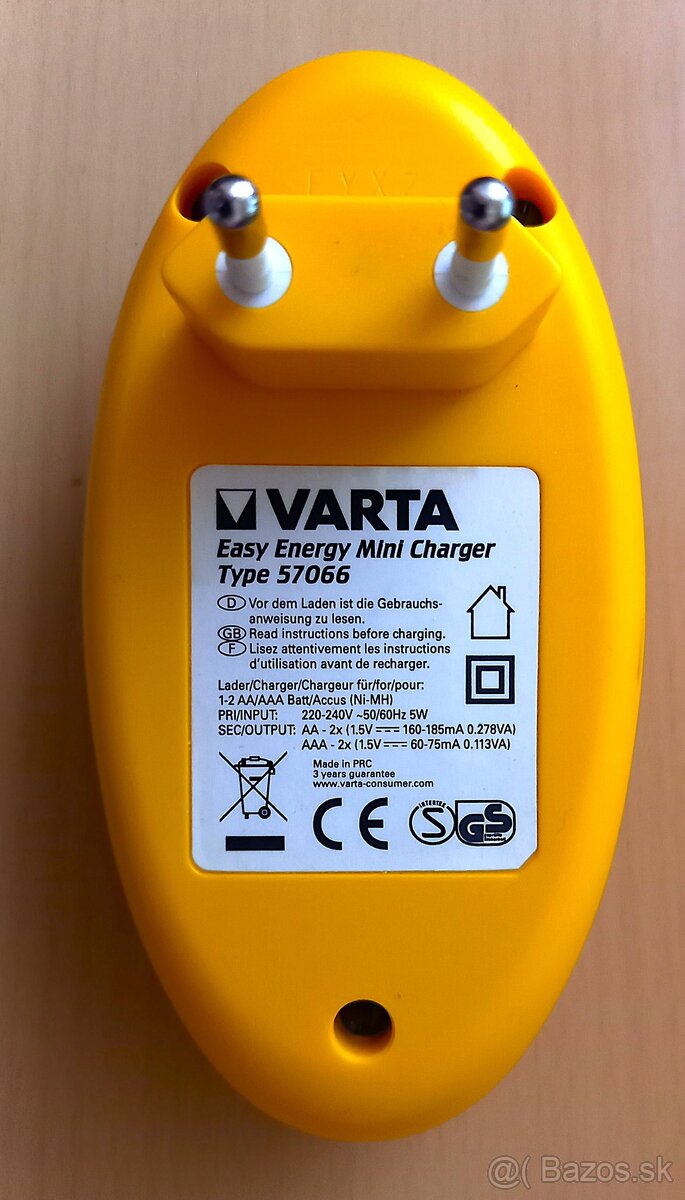 VARTA
Easy Energy Mini Charger
Type 57066
D Vor dem Laden ist die Gebrauchs-
anweisung zu lesen.
GB Read instructions before charging.
F Lisez attentivement les instructions
d'utilisation avant de recharger.
Lader/Charger/Chargeur für/for/pour:
1-2 AA/AAA Batt/Accus (Ni-MH)
PRI/INPUT: 220-240V ~50/60Hz 5W
SEC/OUTPUT: AA - 2x (1.5V ⎓ 160-185mA 0.278VA)
AAA - 2x (1.5V ⎓ 60-75mA 0.113VA)
Made in PRC
3 years guarantee
www.varta-consumer.com
CE
INTERTEK
S
GS
@( Bazos.sk